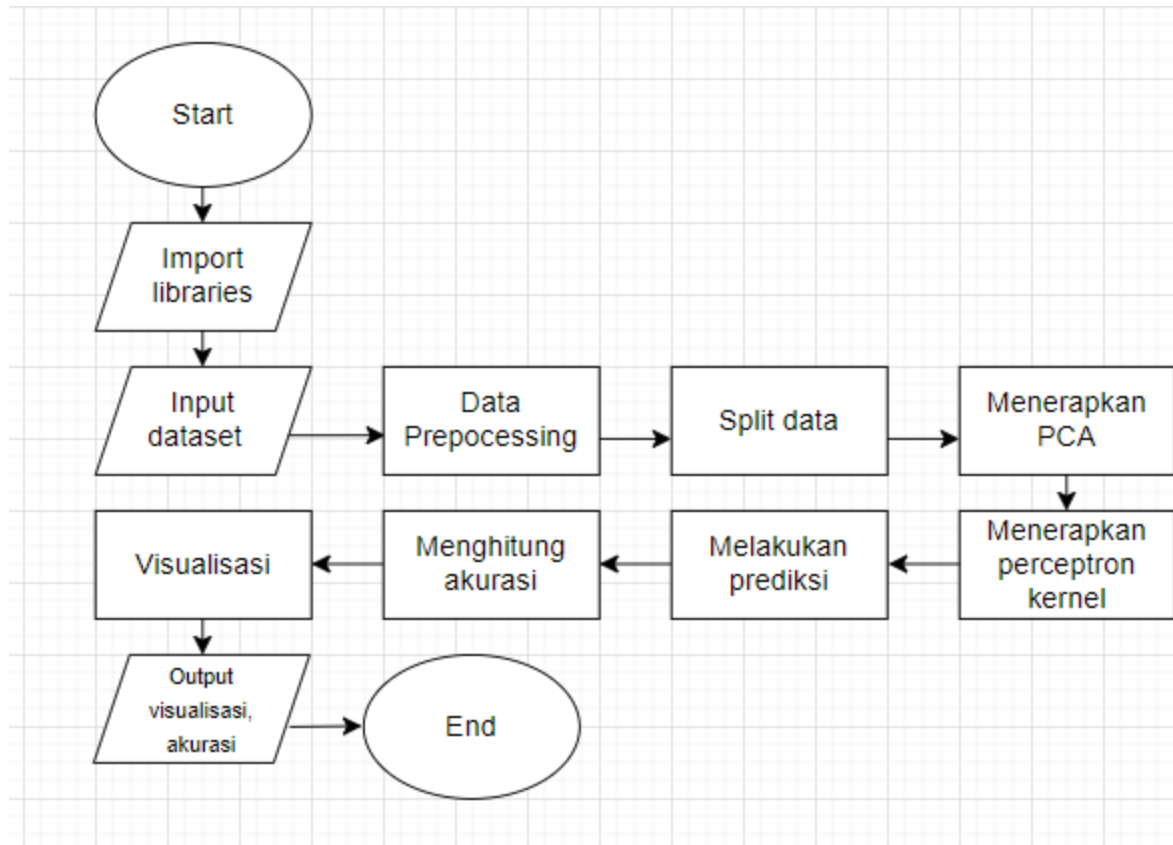 Start
Import
libraries
Input
dataset
Data
Prepocessing
Split data
Menerapkan
PCA
Menerapkan
perceptron
kernel
Melakukan
prediksi
Menghitung
akurasi
Visualisasi
Output
visualisasi,
akurasi
End